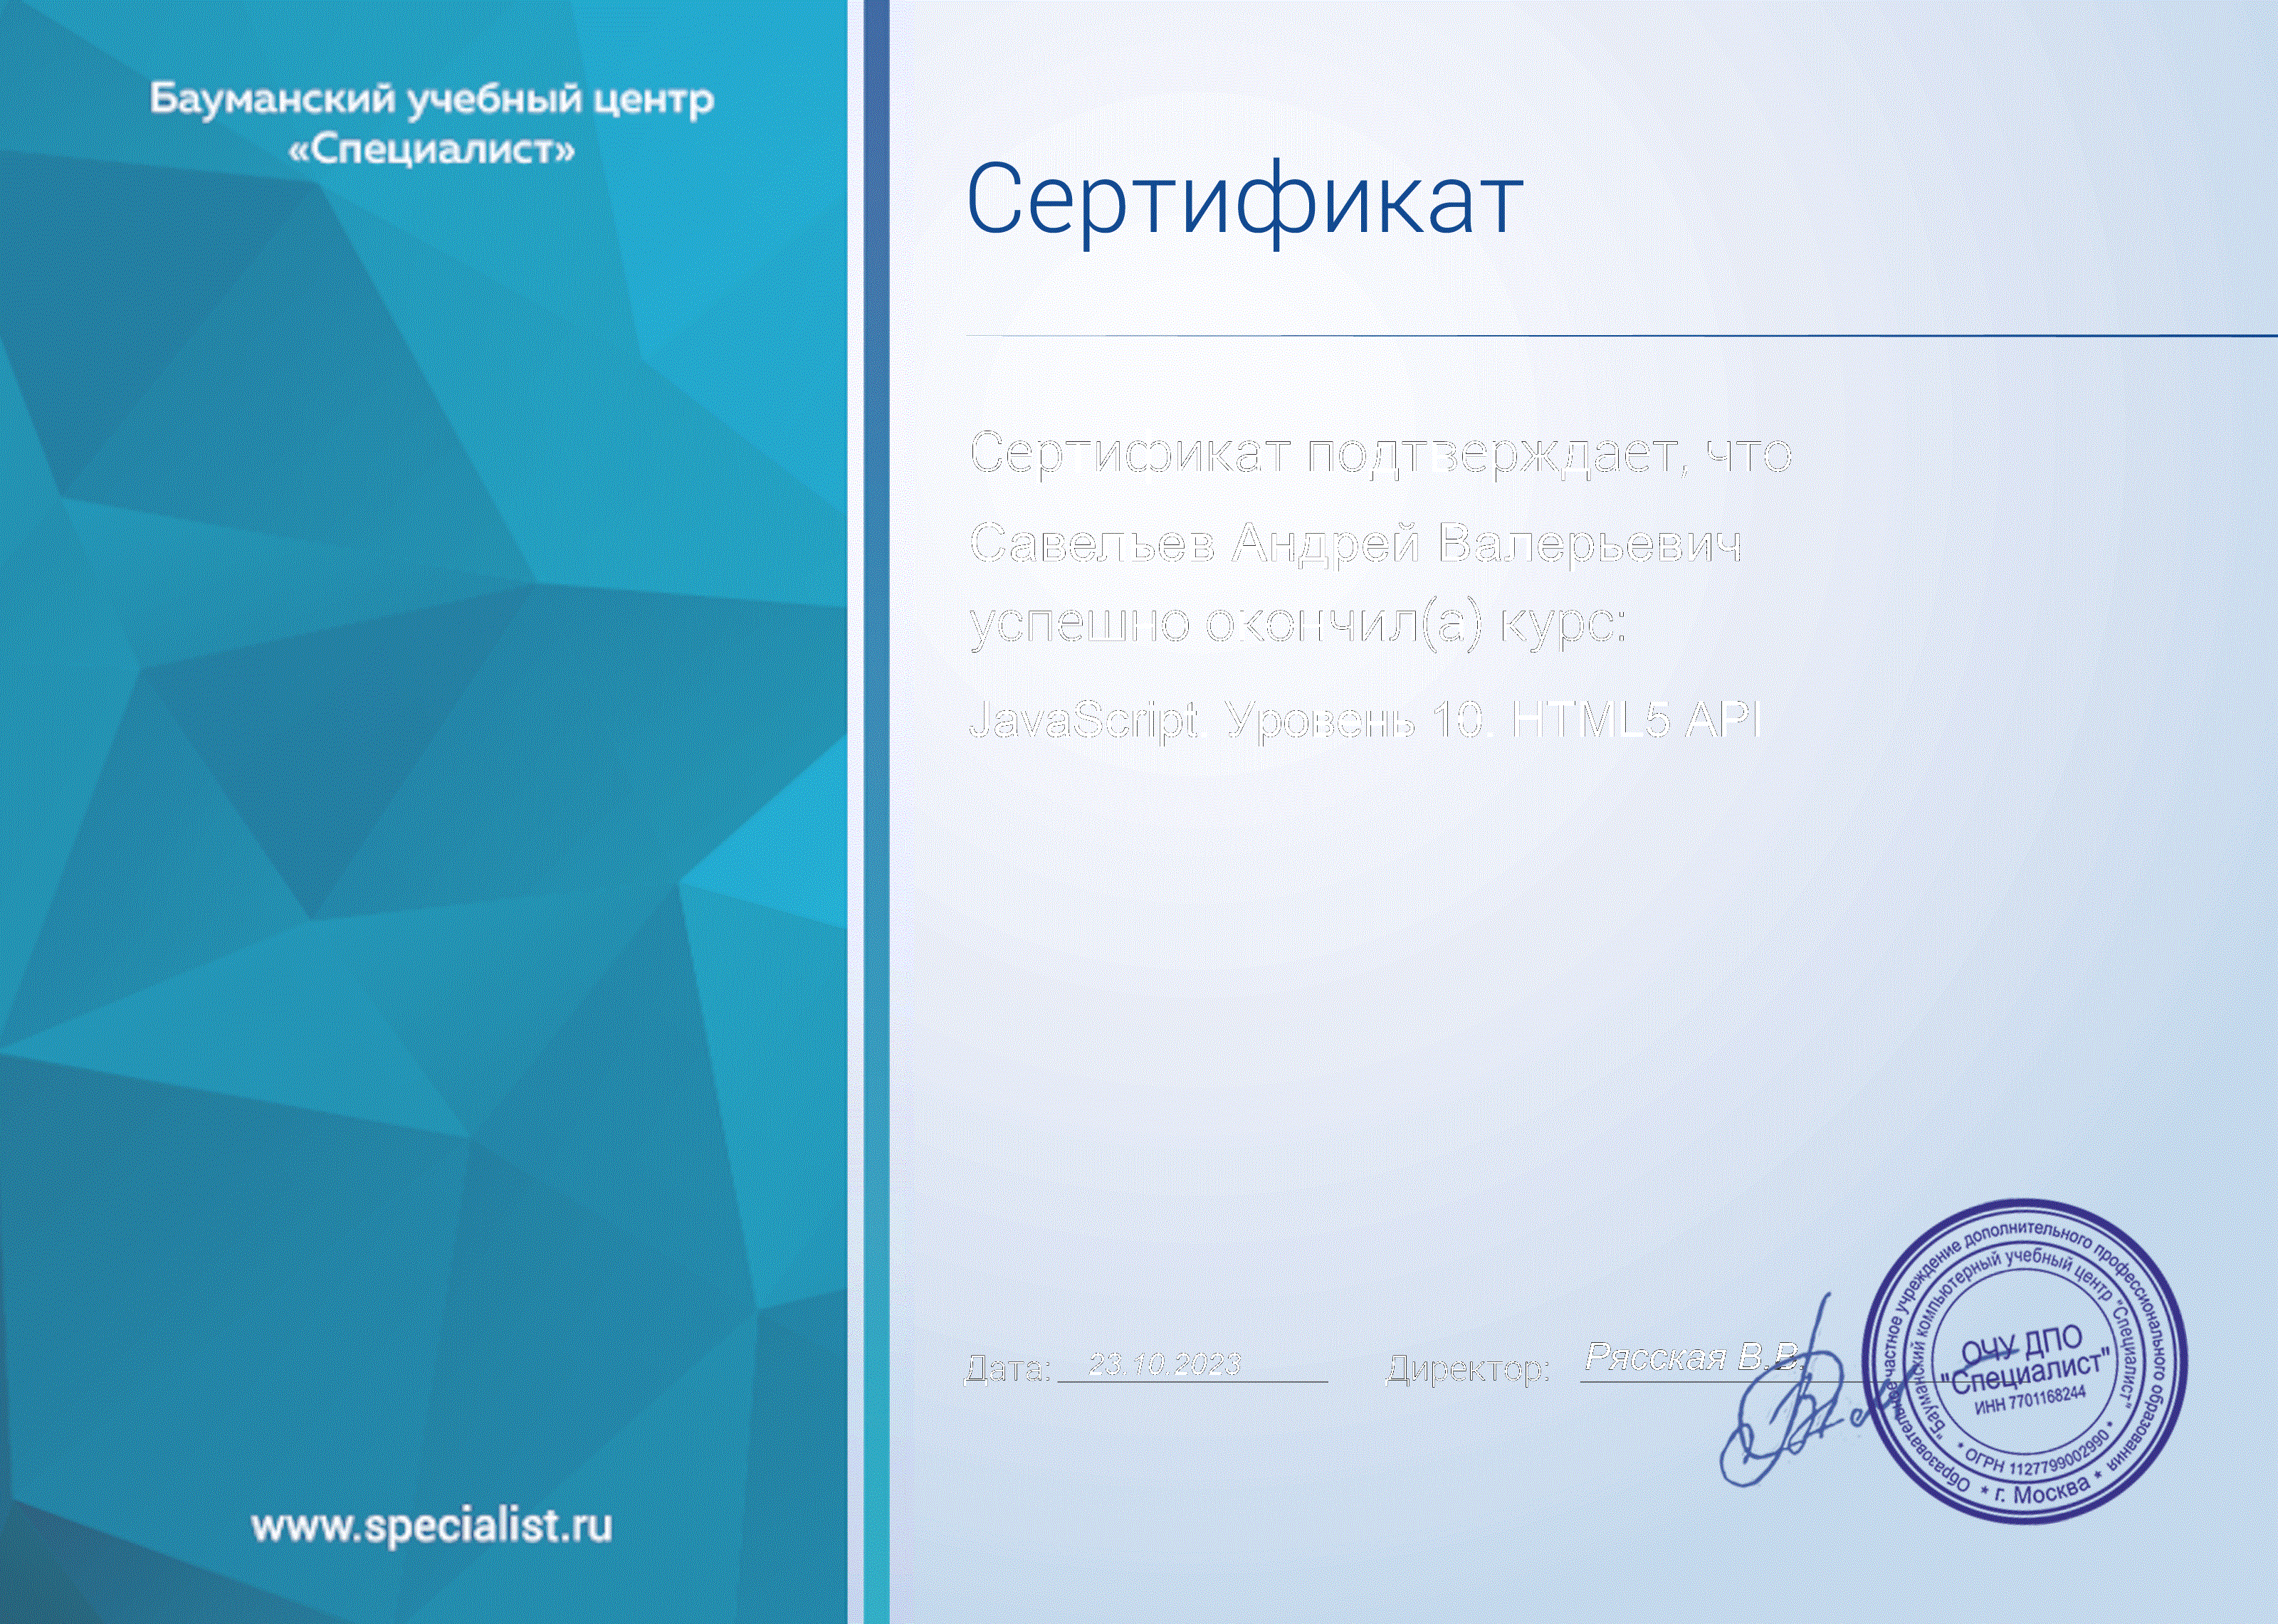 Бауманский учебный центр
«Специалист»
Сертификат
Сертификат подтверждает, что
Савельев Андрей Валерьевич
успешно окончил(а) курс:
JavaScript. Уровень 10. HTML5 API
Дата: 23.10.2023 Директор: Рясская В.В.
Образовательное частное учреждение дополнительного профессионального образования
* г. Москва *
"Бауманский компьютерный учебный центр "Специалист"
* ОГРН 1127799002990 *
ОЧУ ДПО
"Специалист"
ИНН 7701168244
www.specialist.ru